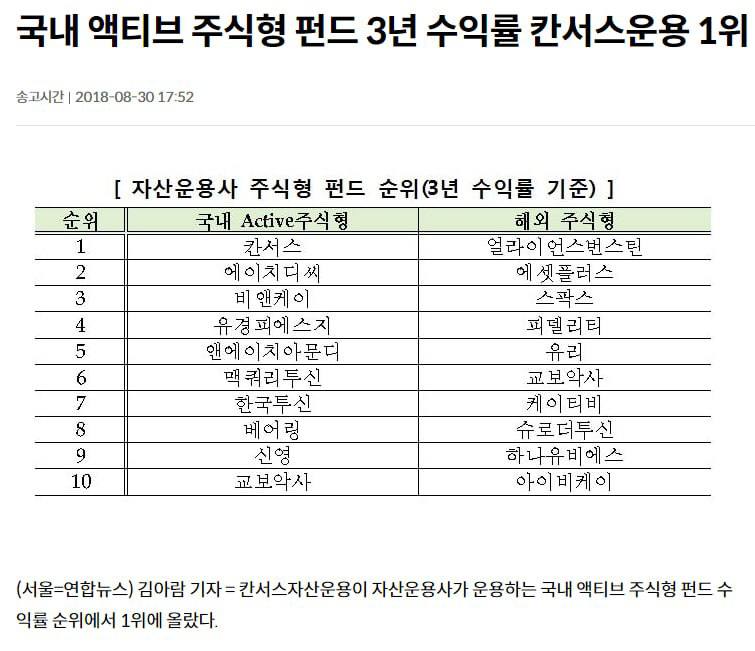 국내 액티브 주식형 펀드 3년 수익률 칸서스운용 1위
송고시간 | 2018-08-30 17:52
[ 자산운용사 주식형 펀드 순위(3년 수익률 기준) ]
순위 국내 Active주식형 해외 주식형
1 칸서스 얼라이언스번스틴
2 에이치디씨 에셋플러스
3 비앤케이 스팍스
4 유경피에스지 피델리티
5 앤에이치아문디 유리
6 맥쿼리투신 교보악사
7 한국투신 케이티비
8 베어링 슈로더투신
9 신영 하나유비에스
10 교보악사 아이비케이
(서울=연합뉴스) 김아람 기자 = 칸서스자산운용이 자산운용사가 운용하는 국내 액티브 주식형 펀드 수
익률 순위에서 1위에 올랐다.